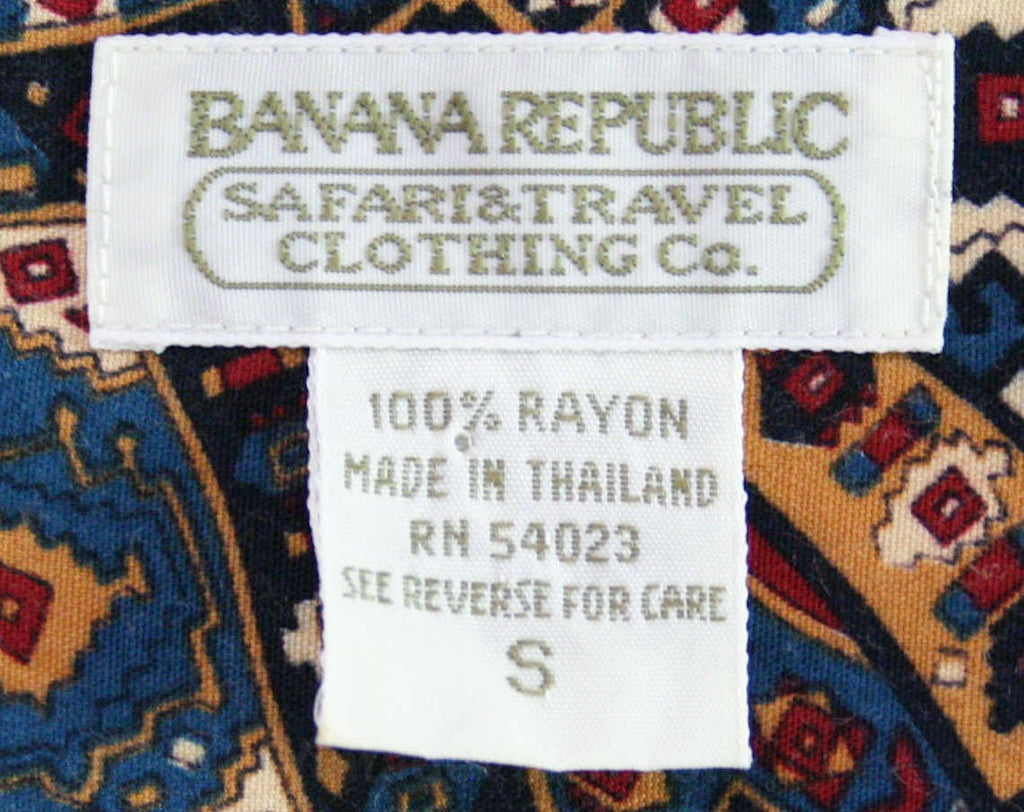 BANANA REPUBLIC
SAFARI & TRAVEL
CLOTHING Co.
100% RAYON
MADE IN THAILAND
RN 54023
SEE REVERSE FOR CARE
S